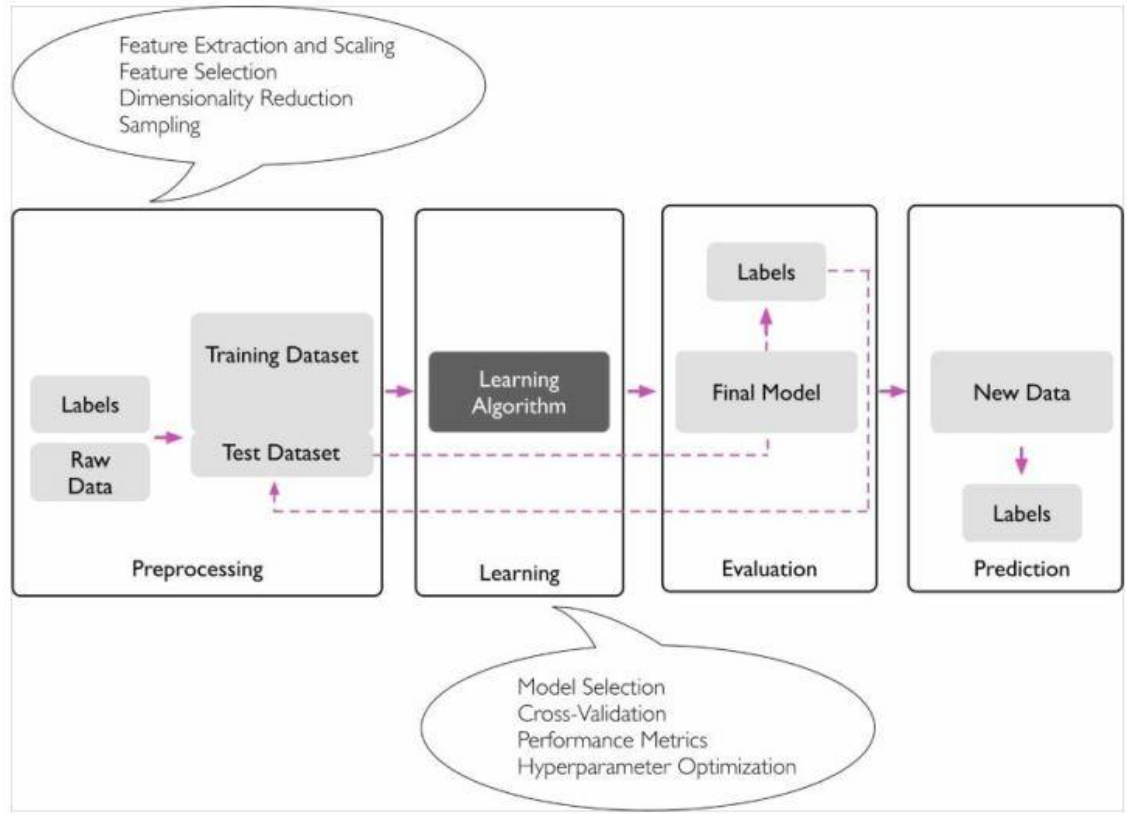 Feature Extraction and Scaling
Feature Selection
Dimensionality Reduction
Sampling
Labels
Raw
Data
Training Dataset
Test Dataset
Preprocessing
Learning
Algorithm
Learning
Labels
Final Model
Evaluation
New Data
Labels
Prediction
Model Selection
Cross-Validation
Performance Metrics
Hyperparameter Optimization